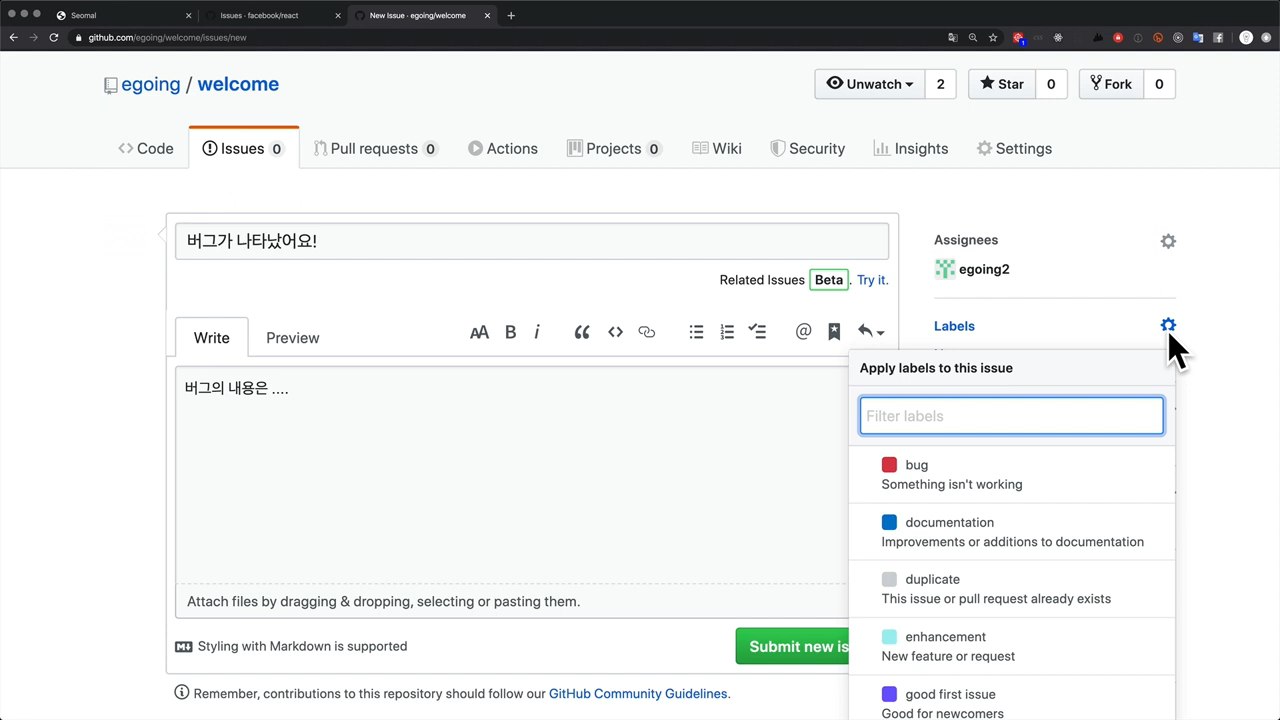 Seomal
Issues · facebook/react
New Issue · egoing/welcome
github.com/egoing/welcome/issues/new
1
egoing / welcome
Unwatch 2
Star 0
Fork 0
Code
Issues 0
Pull requests 0
Actions
Projects 0
Wiki
Security
Insights
Settings
버그가 나타났어요!
Related Issues Beta. Try it.
Write
Preview
버그의 내용은 ....
Attach files by dragging & dropping, selecting or pasting them.
Styling with Markdown is supported
Submit new is
Remember, contributions to this repository should follow our GitHub Community Guidelines.
Assignees
egoing2
Labels
Apply labels to this issue
Filter labels
bug
Something isn't working
documentation
Improvements or additions to documentation
duplicate
This issue or pull request already exists
enhancement
New feature or request
good first issue
Good for newcomers